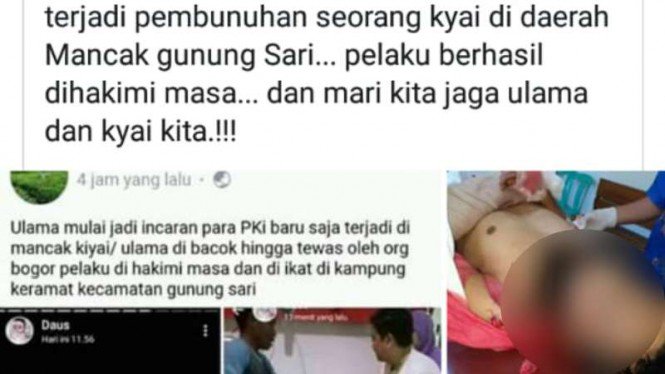 terjadi pembunuhan seorang kyai di daerah
Mancak gunung Sari... pelaku berhasil
dihakimi masa... dan mari kita jaga ulama
dan kyai kita.!!!
4 jam yang lalu ·
Ulama mulai jadi incaran para PKi baru saja terjadi di
mancak kiyai/ ulama di bacok hingga tewas oleh org
bogor pelaku di hakimi masa dan di ikat di kampung
keramat kecamatan gunung sari
Daus
Hari ini 11.56
menit yang lalu